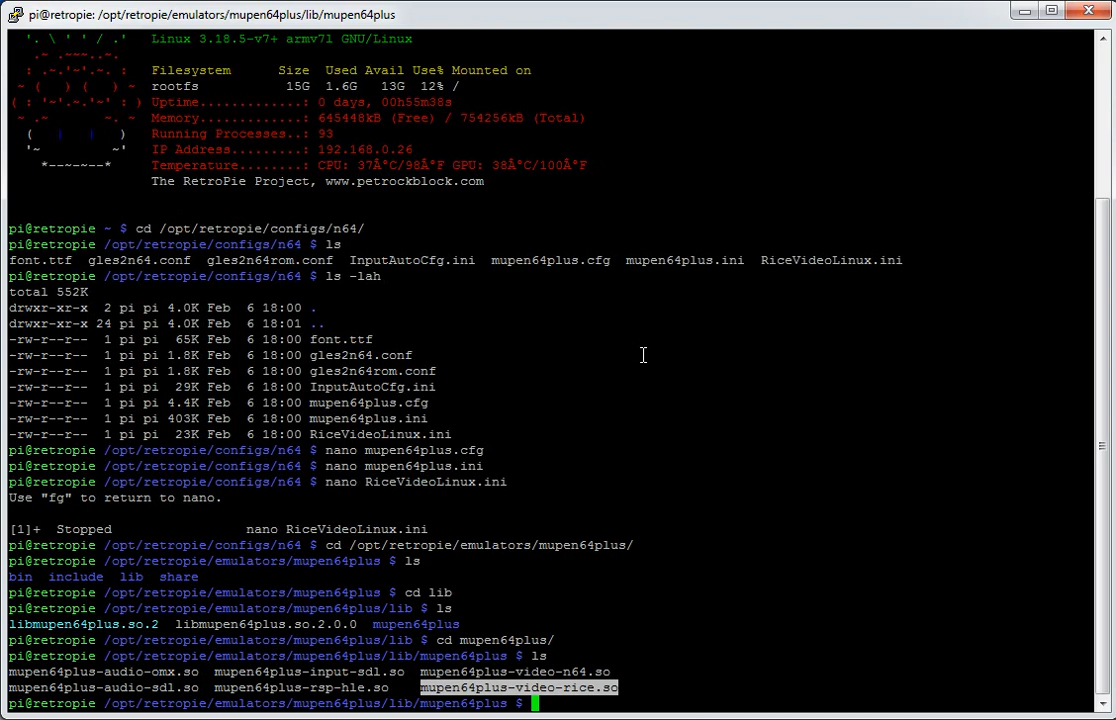 pi@retropie: /opt/retropie/emulators/mupen64plus/lib/mupen64plus
'. \ ' ' / .'   Linux 3.18.5-v7+ armv7l GNU/Linux
.~ .~~~..~.
: .~.'~'.~. :   Filesystem      Size  Used Avail Use% Mounted on
~ (   ) (   ) ~ rootfs           15G  1.6G   13G  12% /
( : '~'.~.'~' : ) Uptime.............: 0 days, 00h55m38s
~ .~       ~. ~ Memory.............: 645448kB (Free) / 754256kB (Total)
(  |   |  )   Running Processes..: 93
'~         ~'  IP Address.........: 192.168.0.26
*--~--~--*   Temperature........: CPU: 37Â°C/98Â°F GPU: 38Â°C/100Â°F
The RetroPie Project, www.petrockblock.com
pi@retropie ~ $ cd /opt/retropie/configs/n64/
pi@retropie /opt/retropie/configs/n64 $ ls
font.ttf  gles2n64.conf  gles2n64rom.conf  InputAutoCfg.ini  mupen64plus.cfg  mupen64plus.ini  RiceVideoLinux.ini
pi@retropie /opt/retropie/configs/n64 $ ls -lah
total 552K
drwxr-xr-x  2 pi pi 4.0K Feb  6 18:00 .
drwxr-xr-x 24 pi pi 4.0K Feb  6 18:01 ..
-rw-r--r--  1 pi pi  65K Feb  6 18:00 font.ttf
-rw-r--r--  1 pi pi 1.8K Feb  6 18:00 gles2n64.conf
-rw-r--r--  1 pi pi 1.8K Feb  6 18:00 gles2n64rom.conf
-rw-r--r--  1 pi pi  29K Feb  6 18:00 InputAutoCfg.ini
-rw-r--r--  1 pi pi 4.4K Feb  6 18:00 mupen64plus.cfg
-rw-r--r--  1 pi pi 403K Feb  6 18:00 mupen64plus.ini
-rw-r--r--  1 pi pi  23K Feb  6 18:00 RiceVideoLinux.ini
pi@retropie /opt/retropie/configs/n64 $ nano mupen64plus.cfg
pi@retropie /opt/retropie/configs/n64 $ nano mupen64plus.ini
pi@retropie /opt/retropie/configs/n64 $ nano RiceVideoLinux.ini
Use "fg" to return to nano.
[1]+  Stopped                 nano RiceVideoLinux.ini
pi@retropie /opt/retropie/configs/n64 $ cd /opt/retropie/emulators/mupen64plus/
pi@retropie /opt/retropie/emulators/mupen64plus $ ls
bin  include  lib  share
pi@retropie /opt/retropie/emulators/mupen64plus $ cd lib
pi@retropie /opt/retropie/emulators/mupen64plus/lib $ ls
libmupen64plus.so.2  libmupen64plus.so.2.0.0  mupen64plus
pi@retropie /opt/retropie/emulators/mupen64plus/lib $ cd mupen64plus/
pi@retropie /opt/retropie/emulators/mupen64plus/lib/mupen64plus $ ls
mupen64plus-audio-omx.so  mupen64plus-input-sdl.so  mupen64plus-video-n64.so
mupen64plus-audio-sdl.so  mupen64plus-rsp-hle.so    mupen64plus-video-rice.so
pi@retropie /opt/retropie/emulators/mupen64plus/lib/mupen64plus $